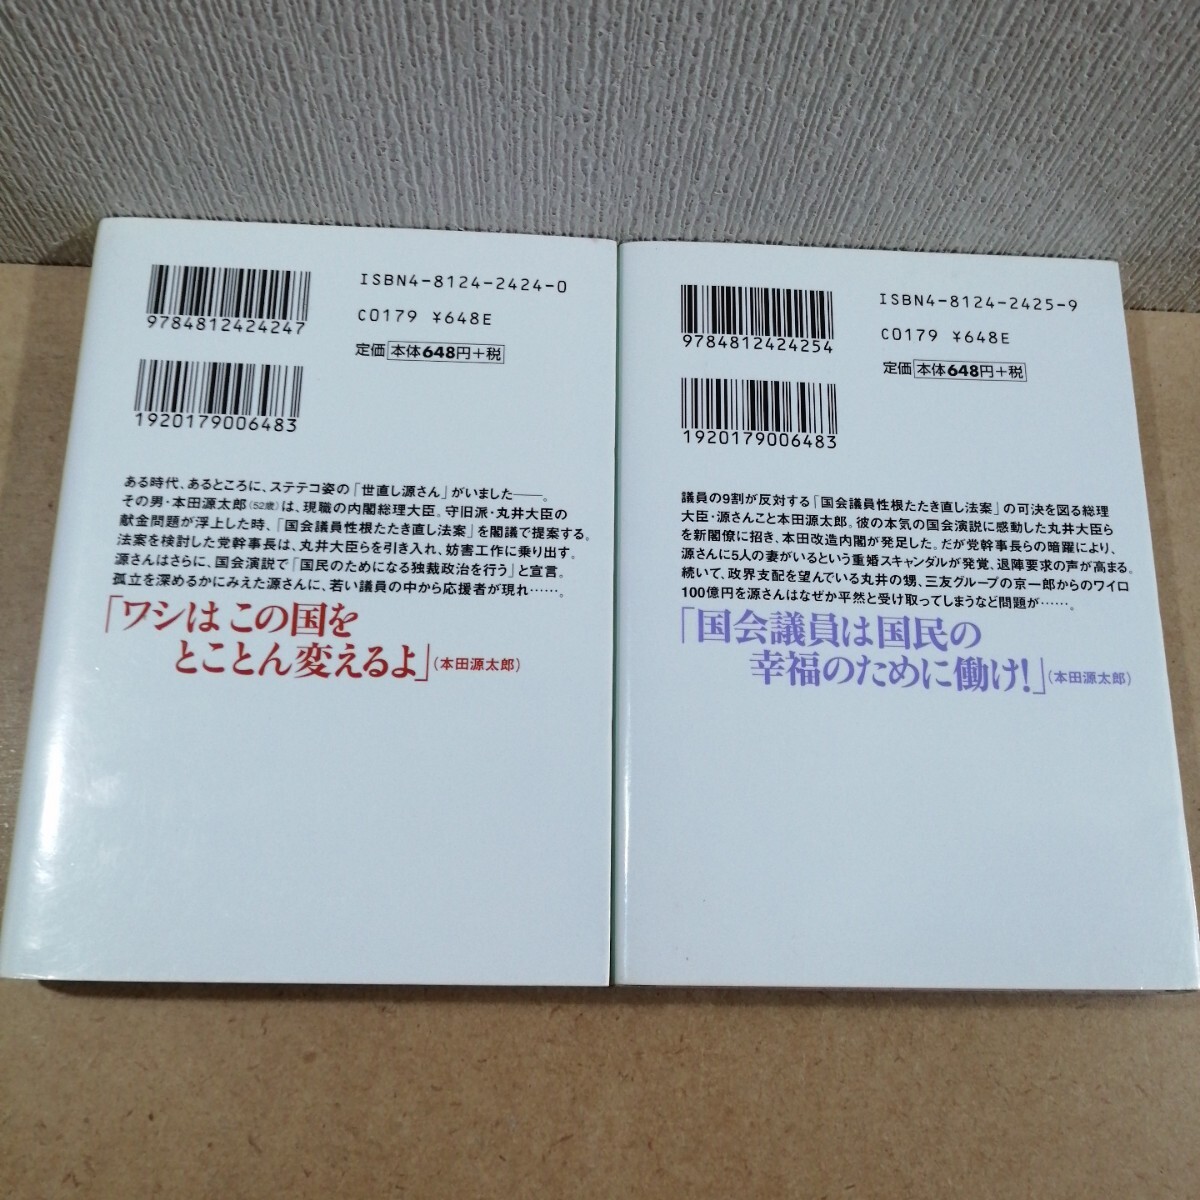 ISBN4-8124-2424-0
9784812424247
C0179 ¥648E
定価 本体648円+税
1920179006483
ある時代、あるところに、ステテコ姿の「世直し源さん」がいました――。
その男・本田源太郎(52歳)は、現職の内閣総理大臣。守旧派・丸井大臣の
献金問題が浮上した時、「国会議員性根たたき直し法案」を閣議で提案する。
法案を検討した党幹事長は、丸井大臣らを引き入れ、妨害工作に乗り出す。
源さんはさらに、国会演説で「国民のためになる独裁政治を行う」と宣言。
孤立を深めるかにみえた源さんに、若い議員の中から応援者が現れ……。
「ワシはこの国を
とことん変えるよ」(本田源太郎)
ISBN4-8124-2425-9
9784812424254
C0179 ¥648E
定価 本体648円+税
1920179006483
議員の9割が反対する「国会議員性根たたき直し法案」の可決を図る総理
大臣・源さんこと本田源太郎。彼の本気の国会演説に感動した丸井大臣ら
を新閣僚に招き、本田改造内閣が発足した。だが党幹事長らの暗躍により、
源さんに5人の妻がいるという重婚スキャンダルが発覚、退陣要求の声が高まる。
続いて、政界支配を望んでいる丸井の甥、三友グループの京一郎からのワイロ
100億円を源さんはなぜか平然と受け取ってしまうなど問題が……。
「国会議員は国民の
幸福のために働け!」(本田源太郎)